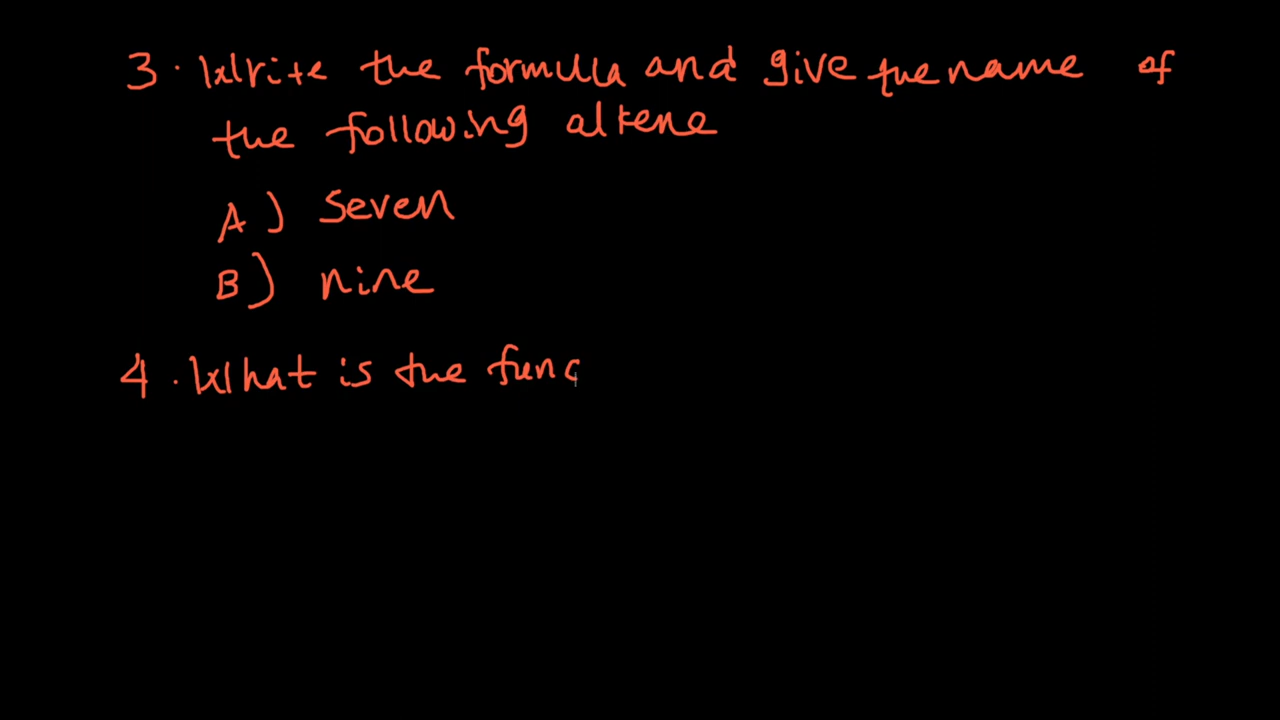 3. Write the formula and give the name of
the following alkene
A) Seven
B) nine
4. What is the func